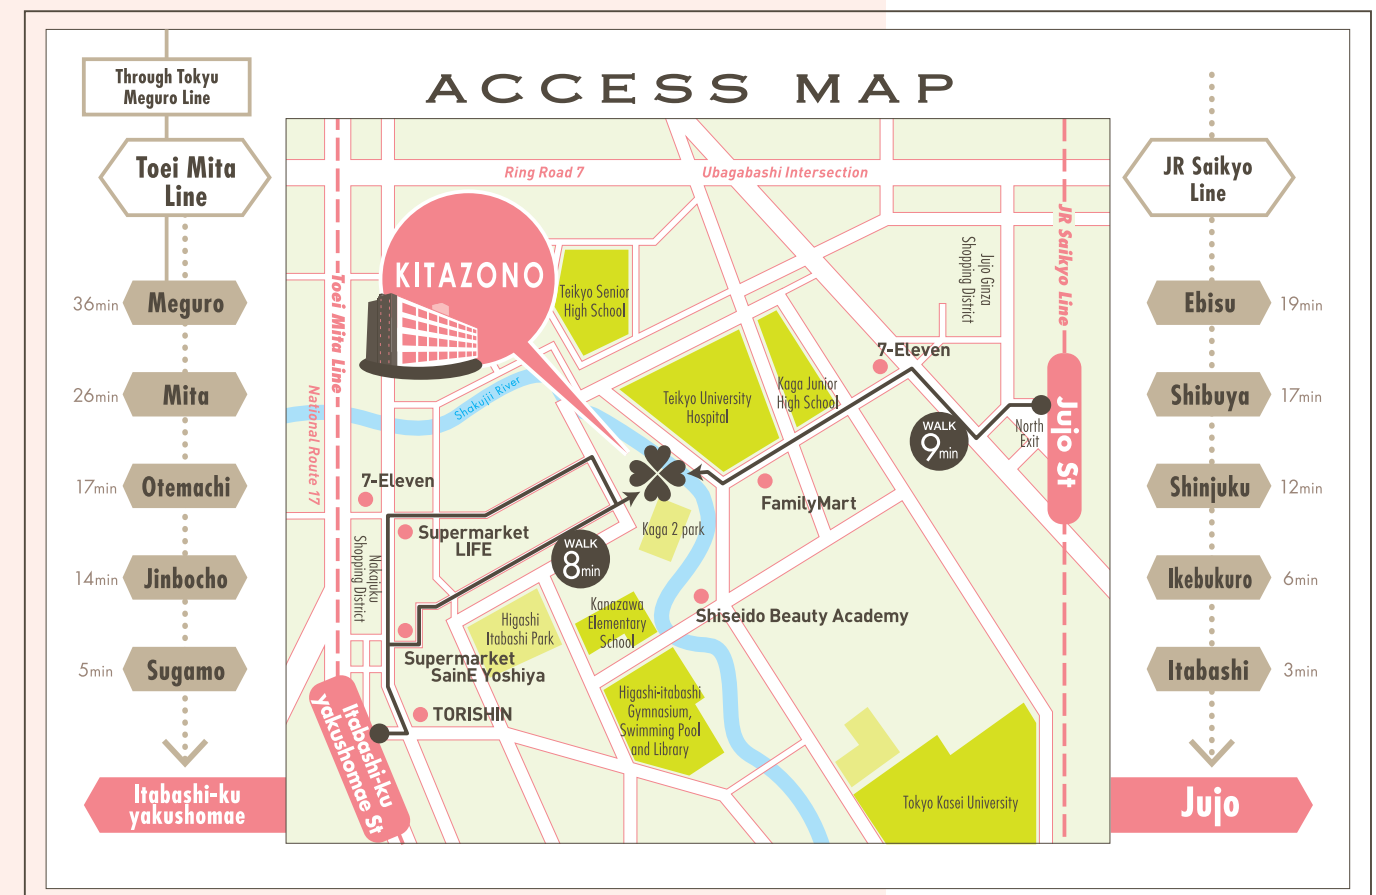 ACCESS MAP
Through Tokyu
Meguro Line
Toei Mita
Line
36min Meguro
26min Mita
17min Otemachi
14min Jinbocho
5min Sugamo
Itabashi-ku
yakushomae
Ring Road 7
Ubagabashi Intersection
KITAZONO
Toei Mita Line
National Route 17
Shakujii River
Teikyo Senior
High School
Teikyo University
Hospital
Kaga Junior
High School
7-Eleven
Jujo Ginza
Shopping District
JR Saikyo Line
Jujo St
North
Exit
WALK
9min
FamilyMart
7-Eleven
Supermarket
LIFE
Nakajuku
Shopping District
WALK
8min
Kaga 2 park
Shiseido Beauty Academy
Kanazawa
Elementary
School
Higashi
Itabashi Park
Supermarket
SainE Yoshiya
TORISHIN
Itabashi-ku
yakushomae St
Higashi-itabashi
Gymnasium,
Swimming Pool
and Library
Tokyo Kasei University
JR Saikyo
Line
Ebisu 19min
Shibuya 17min
Shinjuku 12min
Ikebukuro 6min
Itabashi 3min
Jujo